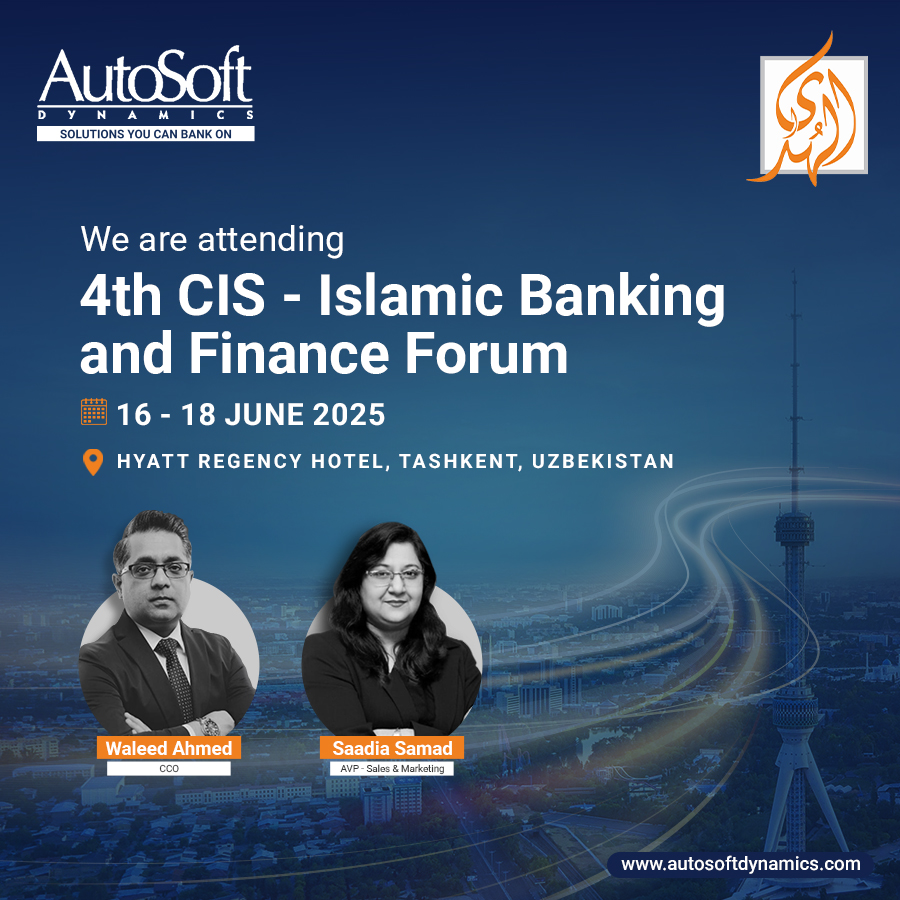 AutoSoft
DYNAMICS
SOLUTIONS YOU CAN BANK ON
الهدى
We are attending
4th CIS - Islamic Banking
and Finance Forum
16 - 18 JUNE 2025
HYATT REGENCY HOTEL, TASHKENT, UZBEKISTAN
Waleed Ahmed
CCO
Saadia Samad
AVP - Sales & Marketing
www.autosoftdynamics.com